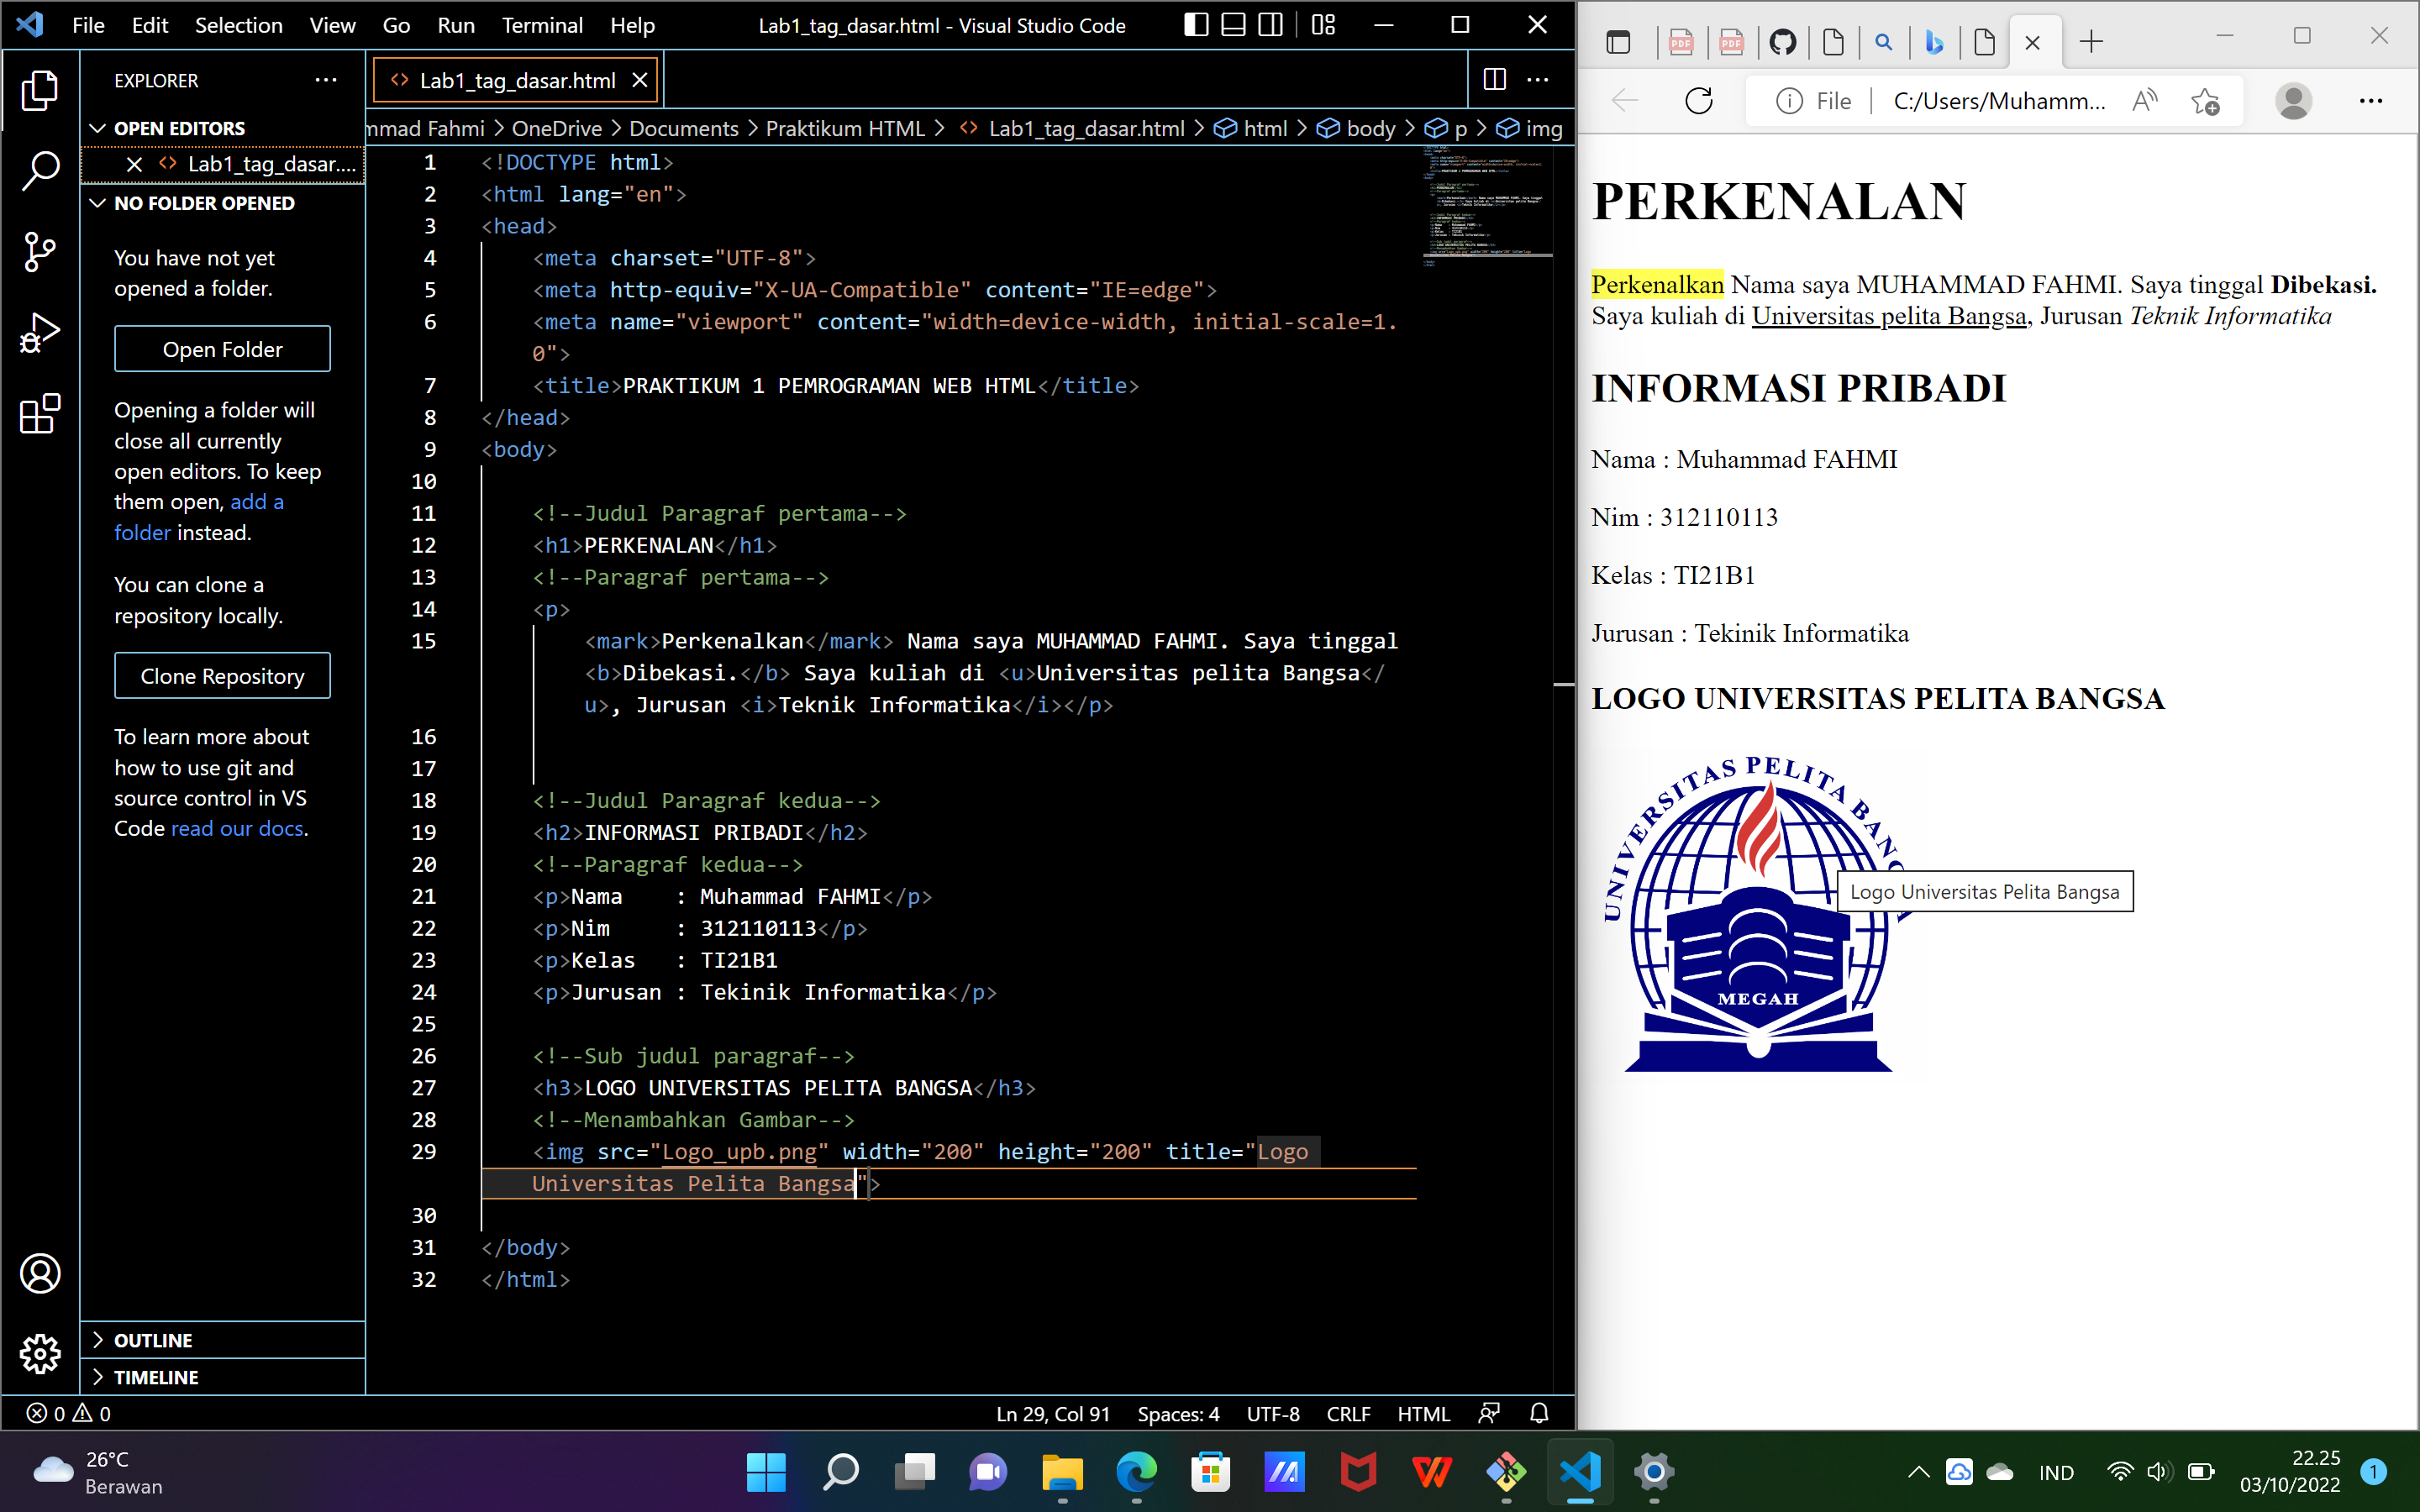 File Edit Selection View Go Run Terminal Help
Lab1_tag_dasar.html - Visual Studio Code
EXPLORER
OPEN EDITORS
Lab1_tag_dasar....
NO FOLDER OPENED
You have not yet
opened a folder.
Open Folder
Opening a folder will
close all currently
open editors. To keep
them open, add a
folder instead.
You can clone a
repository locally.
Clone Repository
To learn more about
how to use git and
source control in VS
Code read our docs.
OUTLINE
TIMELINE
Lab1_tag_dasar.html
mmad Fahmi > OneDrive > Documents > Praktikum HTML > Lab1_tag_dasar.html > html > body > p > img
1 <!DOCTYPE html>
2 <html lang="en">
3 <head>
4 <meta charset="UTF-8">
5 <meta http-equiv="X-UA-Compatible" content="IE=edge">
6 <meta name="viewport" content="width=device-width, initial-scale=1.
0">
7 <title>PRAKTIKUM 1 PEMROGRAMAN WEB HTML</title>
8 </head>
9 <body>
10
11 <!--Judul Paragraf pertama-->
12 <h1>PERKENALAN</h1>
13 <!--Paragraf pertama-->
14 <p>
15 <mark>Perkenalkan</mark> Nama saya MUHAMMAD FAHMI. Saya tinggal
<b>Dibekasi.</b> Saya kuliah di <u>Universitas pelita Bangsa</
u>, Jurusan <i>Teknik Informatika</i></p>
16
17
18 <!--Judul Paragraf kedua-->
19 <h2>INFORMASI PRIBADI</h2>
20 <!--Paragraf kedua-->
21 <p>Nama    : Muhammad FAHMI</p>
22 <p>Nim     : 312110113</p>
23 <p>Kelas   : TI21B1
24 <p>Jurusan : Tekinik Informatika</p>
25
26 <!--Sub judul paragraf-->
27 <h3>LOGO UNIVERSITAS PELITA BANGSA</h3>
28 <!--Menambahkan Gambar-->
29 <img src="Logo_upb.png" width="200" height="200" title="Logo
Universitas Pelita Bangsa">
30
31 </body>
32 </html>
0 0
Ln 29, Col 91 Spaces: 4 UTF-8 CRLF HTML
PDF PDF
File | C:/Users/Muhamm...
PERKENALAN
Perkenalkan Nama saya MUHAMMAD FAHMI. Saya tinggal Dibekasi.
Saya kuliah di Universitas pelita Bangsa, Jurusan Teknik Informatika
INFORMASI PRIBADI
Nama : Muhammad FAHMI
Nim : 312110113
Kelas : TI21B1
Jurusan : Tekinik Informatika
LOGO UNIVERSITAS PELITA BANGSA
UNIVERSITAS PELITA BANG
Logo Universitas Pelita Bangsa
MEGAH
26°C
Berawan
IND
22.25
03/10/2022
1